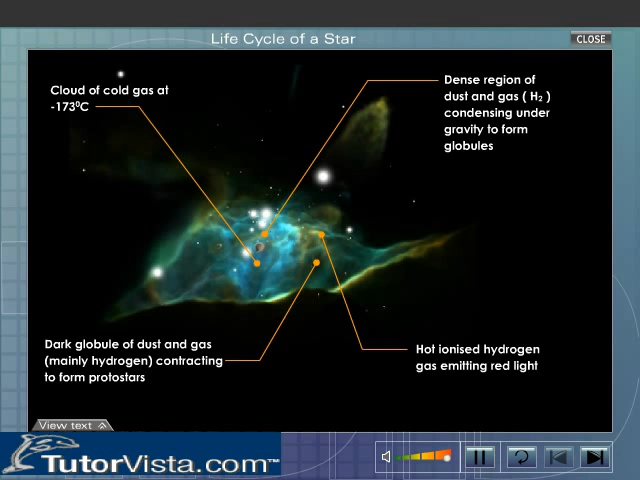 Life Cycle of a Star
CLOSE
Cloud of cold gas at
-173⁰C
Dense region of
dust and gas ( H₂ )
condensing under
gravity to form
globules
Dark globule of dust and gas
(mainly hydrogen) contracting
to form protostars
Hot ionised hydrogen
gas emitting red light
View text
TutorVista.com™